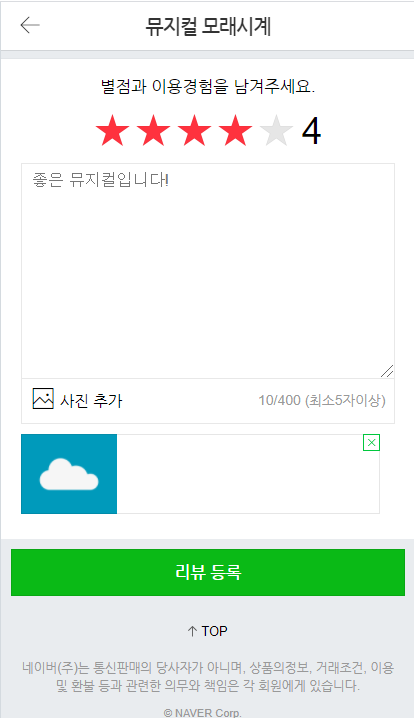 뮤지컬 모래시계
별점과 이용경험을 남겨주세요.
4
좋은 뮤지컬입니다!
사진 추가
10/400 (최소5자이상)
리뷰 등록
↑ TOP
네이버(주)는 통신판매의 당사자가 아니며, 상품의정보, 거래조건, 이용
및 환불 등과 관련한 의무와 책임은 각 회원에게 있습니다.
© NAVER Corp.